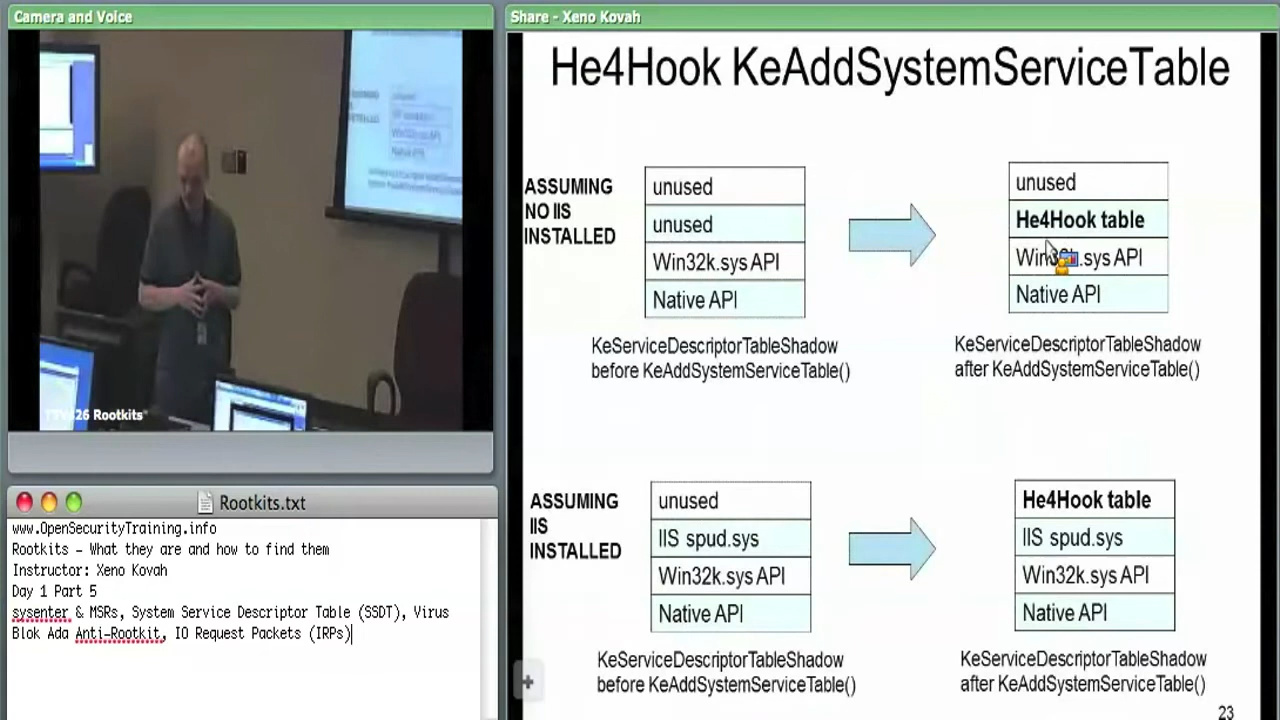 Camera and Voice
TTV 26 Rootkits
Rootkits.txt
www.OpenSecurityTraining.info
Rootkits - What they are and how to find them
Instructor: Xeno Kovah
Day 1 Part 5
sysenter & MSRs, System Service Descriptor Table (SSDT), Virus
Blok Ada Anti-Rootkit, IO Request Packets (IRPs)
Share - Xeno Kovah
He4Hook KeAddSystemServiceTable
ASSUMING
NO IIS
INSTALLED
unused
unused
Win32k.sys API
Native API
KeServiceDescriptorTableShadow
before KeAddSystemServiceTable()
unused
He4Hook table
.sys API
Native API
KeServiceDescriptorTableShadow
after KeAddSystemServiceTable()
ASSUMING
IIS
INSTALLED
unused
IIS spud.sys
Win32k.sys API
Native API
KeServiceDescriptorTableShadow
before KeAddSystemServiceTable()
He4Hook table
IIS spud.sys
Win32k.sys API
Native API
KeServiceDescriptorTableShadow
after KeAddSystemServiceTable()
23